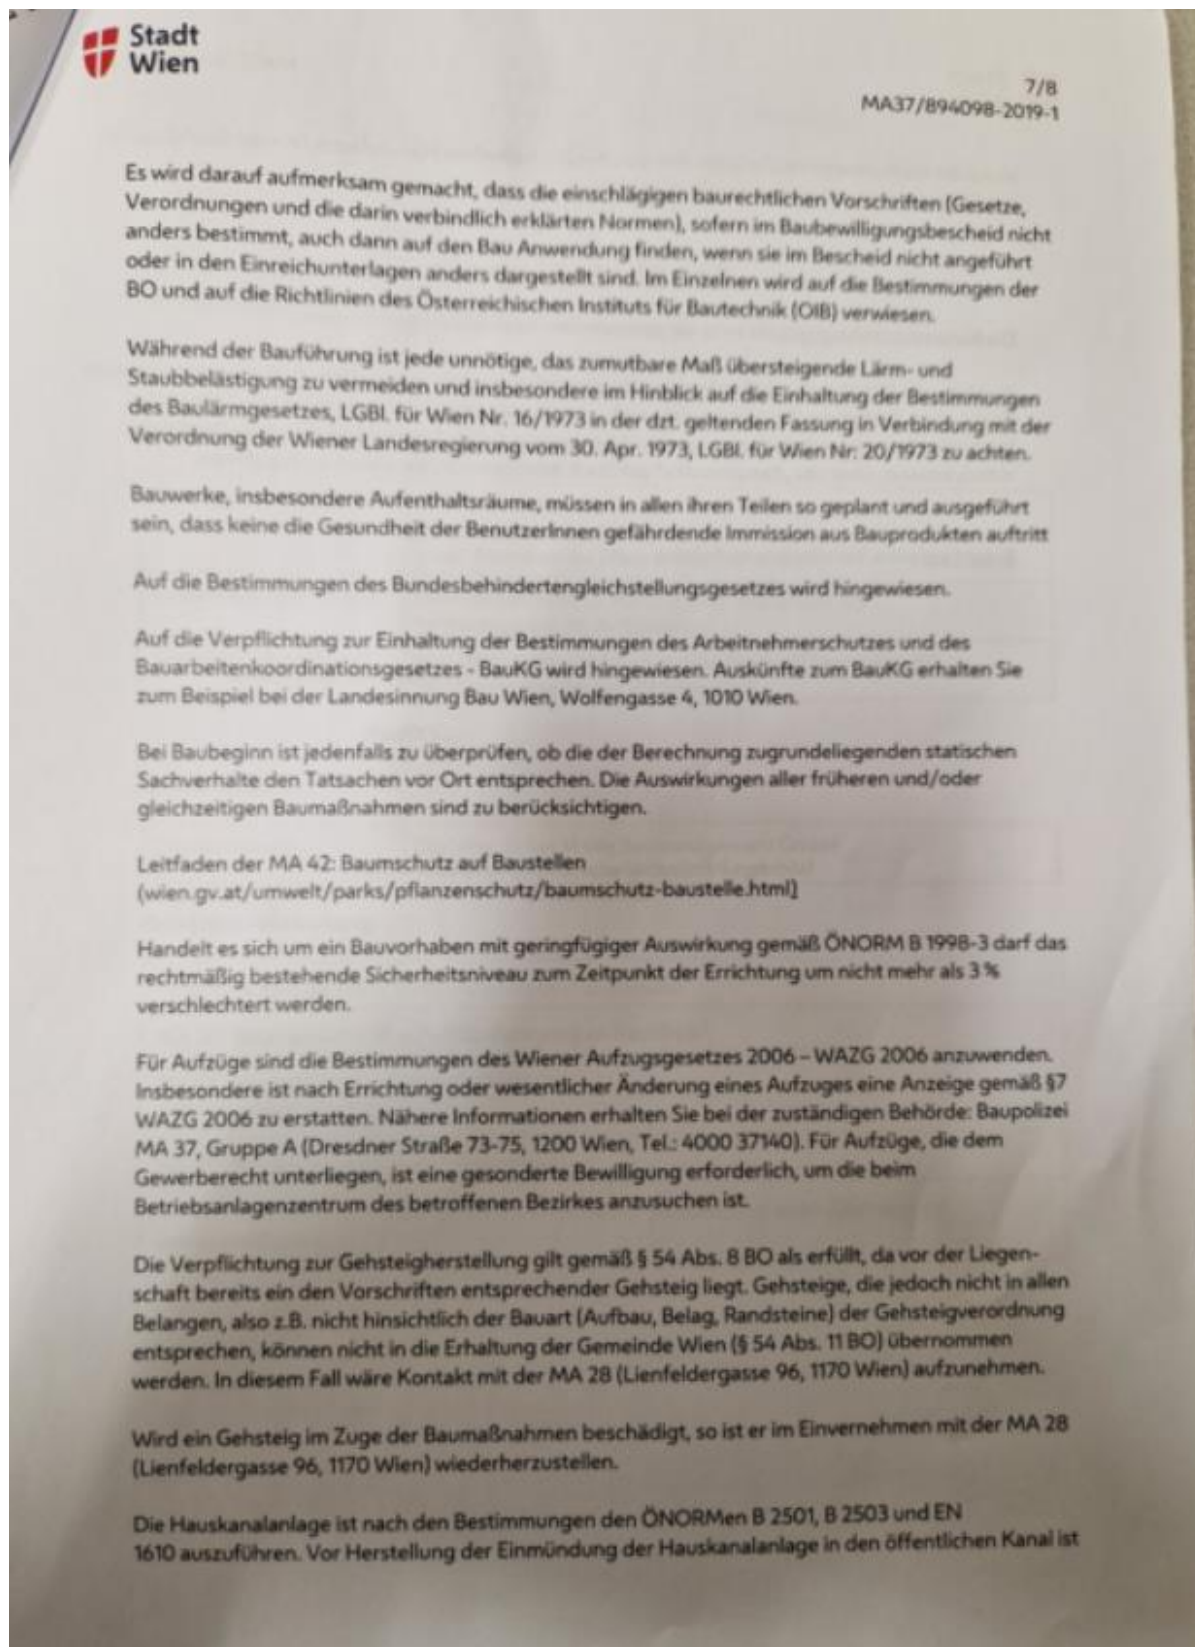 Stadt
Wien
7/8
MA37/894098-2019-1
Es wird darauf aufmerksam gemacht, dass die einschlägigen baurechtlichen Vorschriften (Gesetze,
Verordnungen und die darin verbindlich erklärten Normen), sofern im Baubewilligungsbescheid nicht
anders bestimmt, auch dann auf den Bau Anwendung finden, wenn sie im Bescheid nicht angeführt
oder in den Einreichunterlagen anders dargestellt sind. Im Einzelnen wird auf die Bestimmungen der
BO und auf die Richtlinien des Österreichischen Instituts für Bautechnik (OIB) verwiesen.
Während der Bauführung ist jede unnötige, das zumutbare Maß übersteigende Lärm- und
Staubbelästigung zu vermeiden und insbesondere im Hinblick auf die Einhaltung der Bestimmungen
des Baulärmgesetzes, LGBl. für Wien Nr. 16/1973 in der dzt. geltenden Fassung in Verbindung mit der
Verordnung der Wiener Landesregierung vom 30. Apr. 1973, LGBl. für Wien Nr: 20/1973 zu achten.
Bauwerke, insbesondere Aufenthaltsräume, müssen in allen ihren Teilen so geplant und ausgeführt
sein, dass keine die Gesundheit der BenutzerInnen gefährdende Immission aus Bauprodukten auftritt
Auf die Bestimmungen des Bundesbehindertengleichstellungsgesetzes wird hingewiesen.
Auf die Verpflichtung zur Einhaltung der Bestimmungen des Arbeitnehmerschutzes und des
Bauarbeitenkoordinationsgesetzes - BauKG wird hingewiesen. Auskünfte zum BauKG erhalten Sie
zum Beispiel bei der Landesinnung Bau Wien, Wolfengasse 4, 1010 Wien.
Bei Baubeginn ist jedenfalls zu überprüfen, ob die der Berechnung zugrundeliegenden statischen
Sachverhalte den Tatsachen vor Ort entsprechen. Die Auswirkungen aller früheren und/oder
gleichzeitigen Baumaßnahmen sind zu berücksichtigen.
Leitfaden der MA 42: Baumschutz auf Baustellen
(wien.gv.at/umwelt/parks/pflanzenschutz/baumschutz-baustelle.html)
Handelt es sich um ein Bauvorhaben mit geringfügiger Auswirkung gemäß ÖNORM B 1998-3 darf das
rechtmäßig bestehende Sicherheitsniveau zum Zeitpunkt der Errichtung um nicht mehr als 3 %
verschlechtert werden.
Für Aufzüge sind die Bestimmungen des Wiener Aufzugsgesetzes 2006 – WAZG 2006 anzuwenden.
Insbesondere ist nach Errichtung oder wesentlicher Änderung eines Aufzuges eine Anzeige gemäß §7
WAZG 2006 zu erstatten. Nähere Informationen erhalten Sie bei der zuständigen Behörde: Baupolizei
MA 37, Gruppe A (Dresdner Straße 73-75, 1200 Wien, Tel.: 4000 37140). Für Aufzüge, die dem
Gewerberecht unterliegen, ist eine gesonderte Bewilligung erforderlich, um die beim
Betriebsanlagenzentrum des betroffenen Bezirkes anzusuchen ist.
Die Verpflichtung zur Gehsteigherstellung gilt gemäß § 54 Abs. 8 BO als erfüllt, da vor der Liegen-
schaft bereits ein den Vorschriften entsprechender Gehsteig liegt. Gehsteige, die jedoch nicht in allen
Belangen, also z.B. nicht hinsichtlich der Bauart (Aufbau, Belag, Randsteine) der Gehsteigverordnung
entsprechen, können nicht in die Erhaltung der Gemeinde Wien (§ 54 Abs. 11 BO) übernommen
werden. In diesem Fall wäre Kontakt mit der MA 28 (Lienfeldergasse 96, 1170 Wien) aufzunehmen.
Wird ein Gehsteig im Zuge der Baumaßnahmen beschädigt, so ist er im Einvernehmen mit der MA 28
(Lienfeldergasse 96, 1170 Wien) wiederherzustellen.
Die Hauskanalanlage ist nach den Bestimmungen den ÖNORMen B 2501, B 2503 und EN
1610 auszuführen. Vor Herstellung der Einmündung der Hauskanalanlage in den öffentlichen Kanal ist